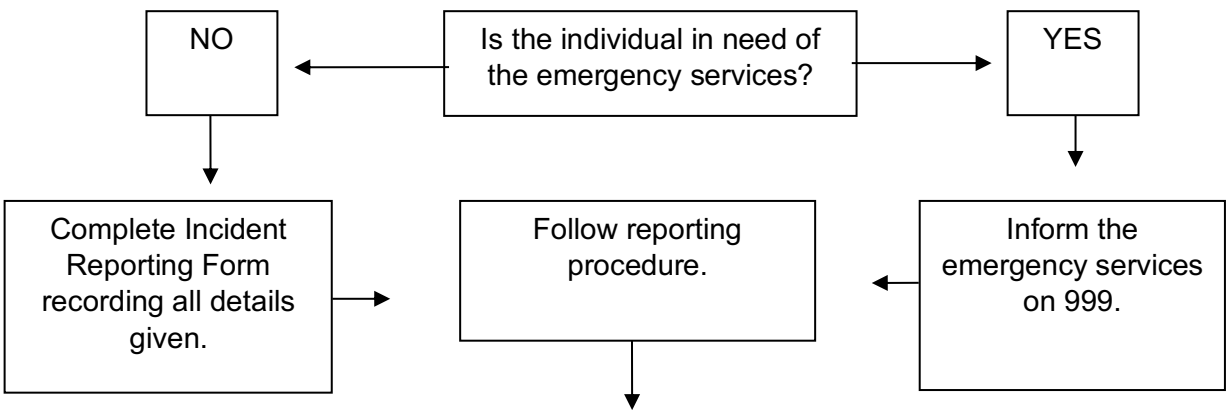 NO
Is the individual in need of
the emergency services?
YES
Complete Incident
Reporting Form
recording all details
given.
Follow reporting
procedure.
Inform the
emergency services
on 999.